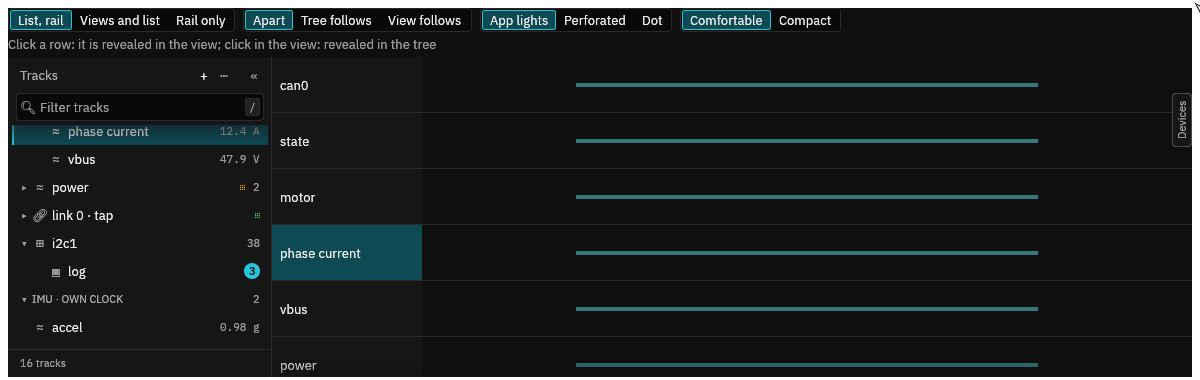 List, rail Views and list Rail only Apart Tree follows View follows App lights Perforated Dot Comfortable Compact
Click a row: it is revealed in the view; click in the view: revealed in the tree
Tracks + ··· «
Filter tracks /
≈ phase current 12.4 A
≈ vbus 47.9 V
≈ power 2
link 0 · tap
i2c1 38
log 3
IMU · OWN CLOCK 2
≈ accel 0.98 g
16 tracks
can0
state
motor
phase current
vbus
power
Devices